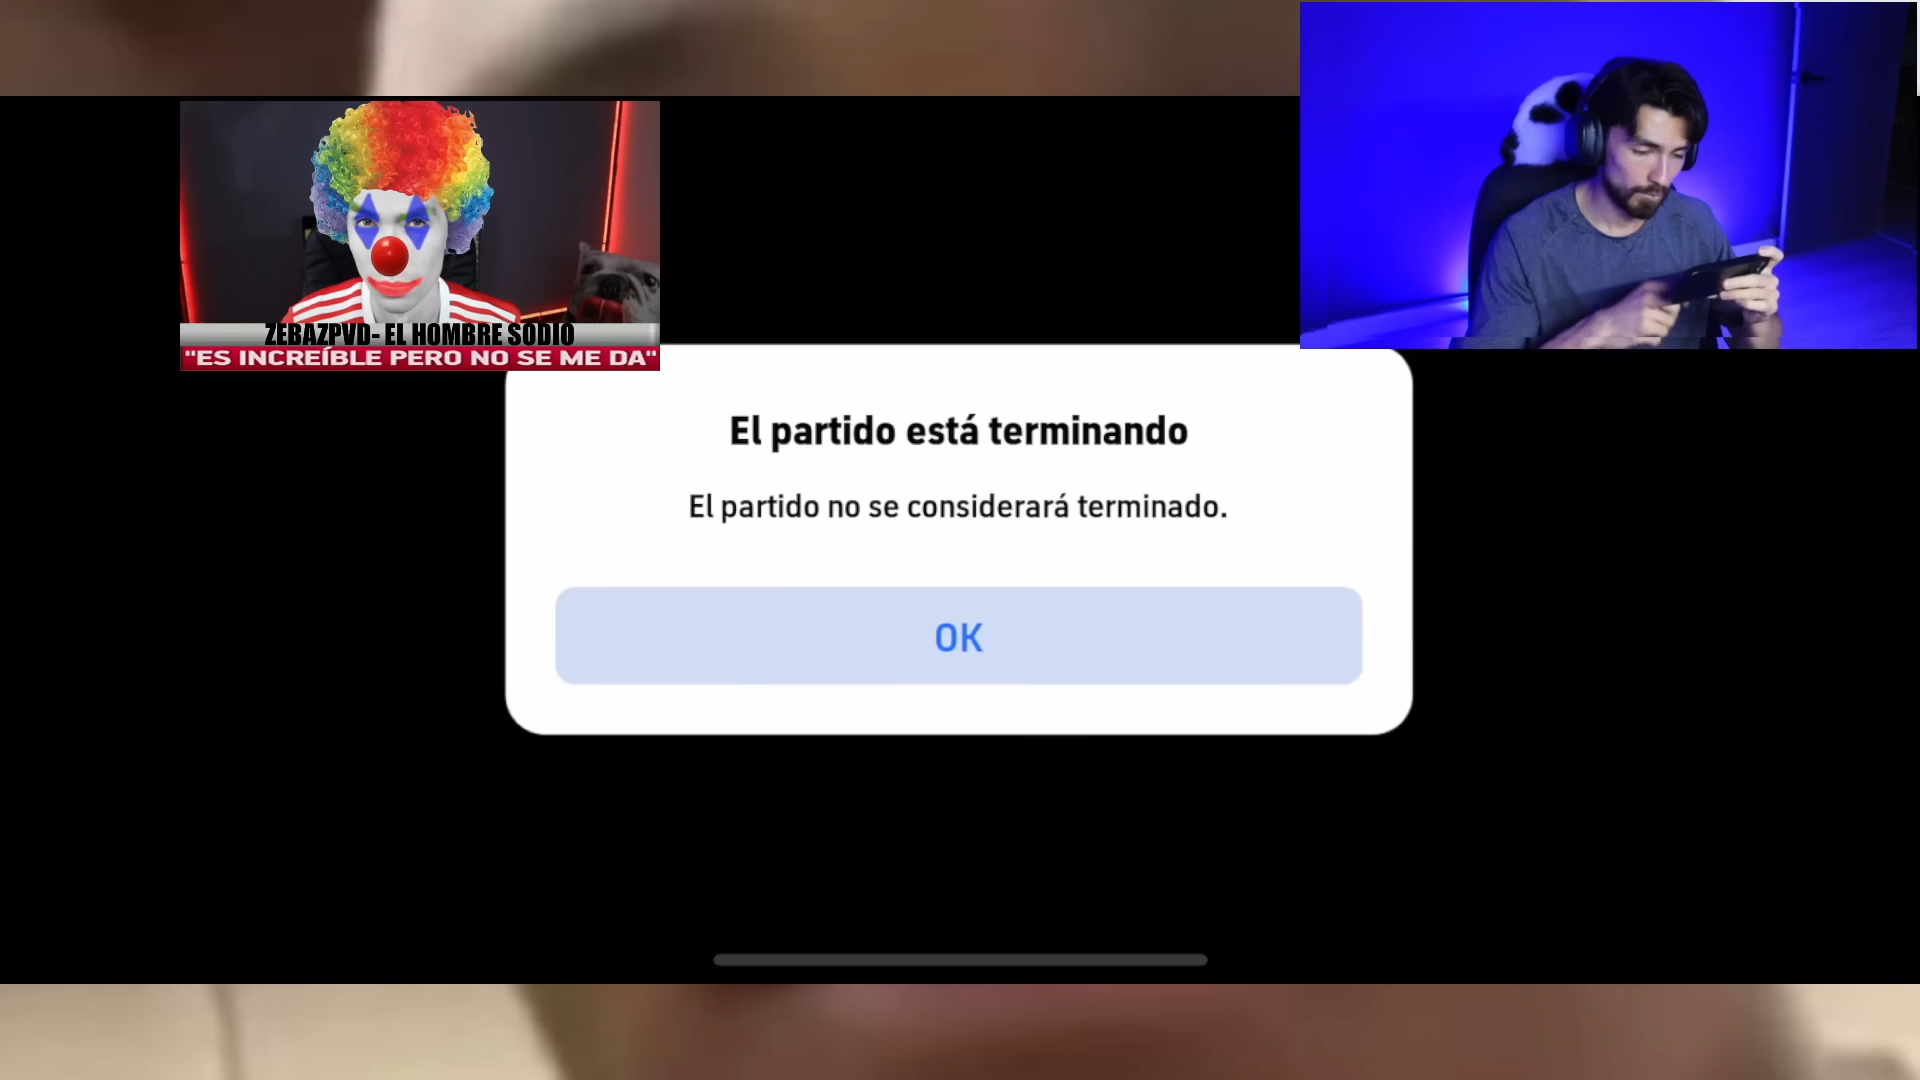 ZEBAZPVD- EL HOMBRE SODIO
"ES INCREÍBLE PERO NO SE ME DA"
El partido está terminando
El partido no se considerará terminado.
OK